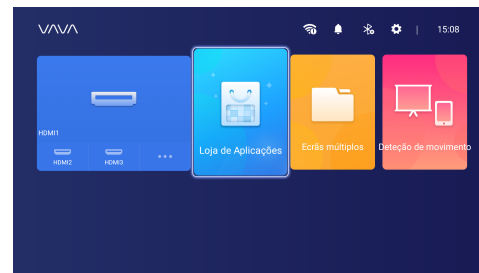 VAVA
15:08
HDMI1
HDMI2
HDMI3
Loja de Aplicações
Ecrãs múltiplos
Deteção de movimento